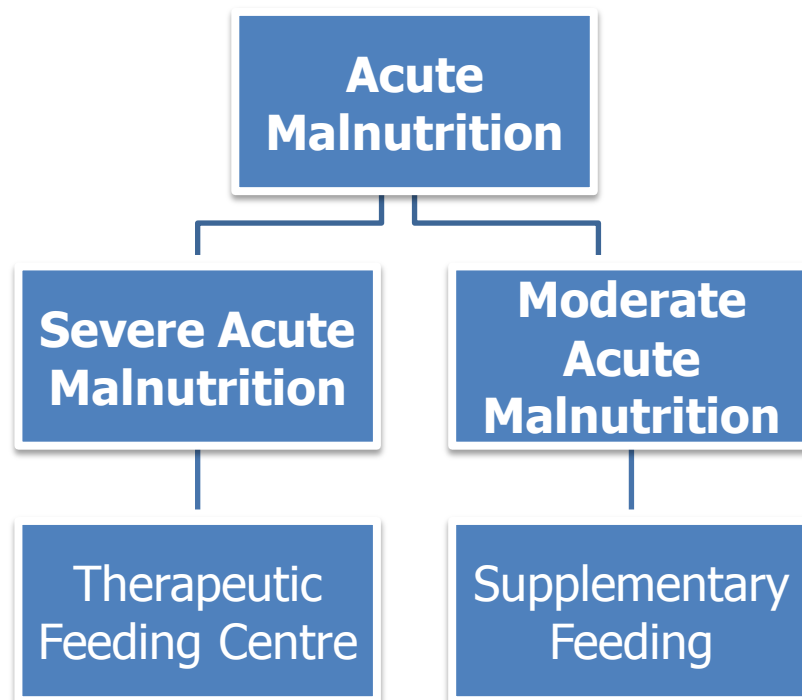 Acute
Malnutrition
Severe Acute
Malnutrition
Moderate
Acute
Malnutrition
Therapeutic
Feeding Centre
Supplementary
Feeding